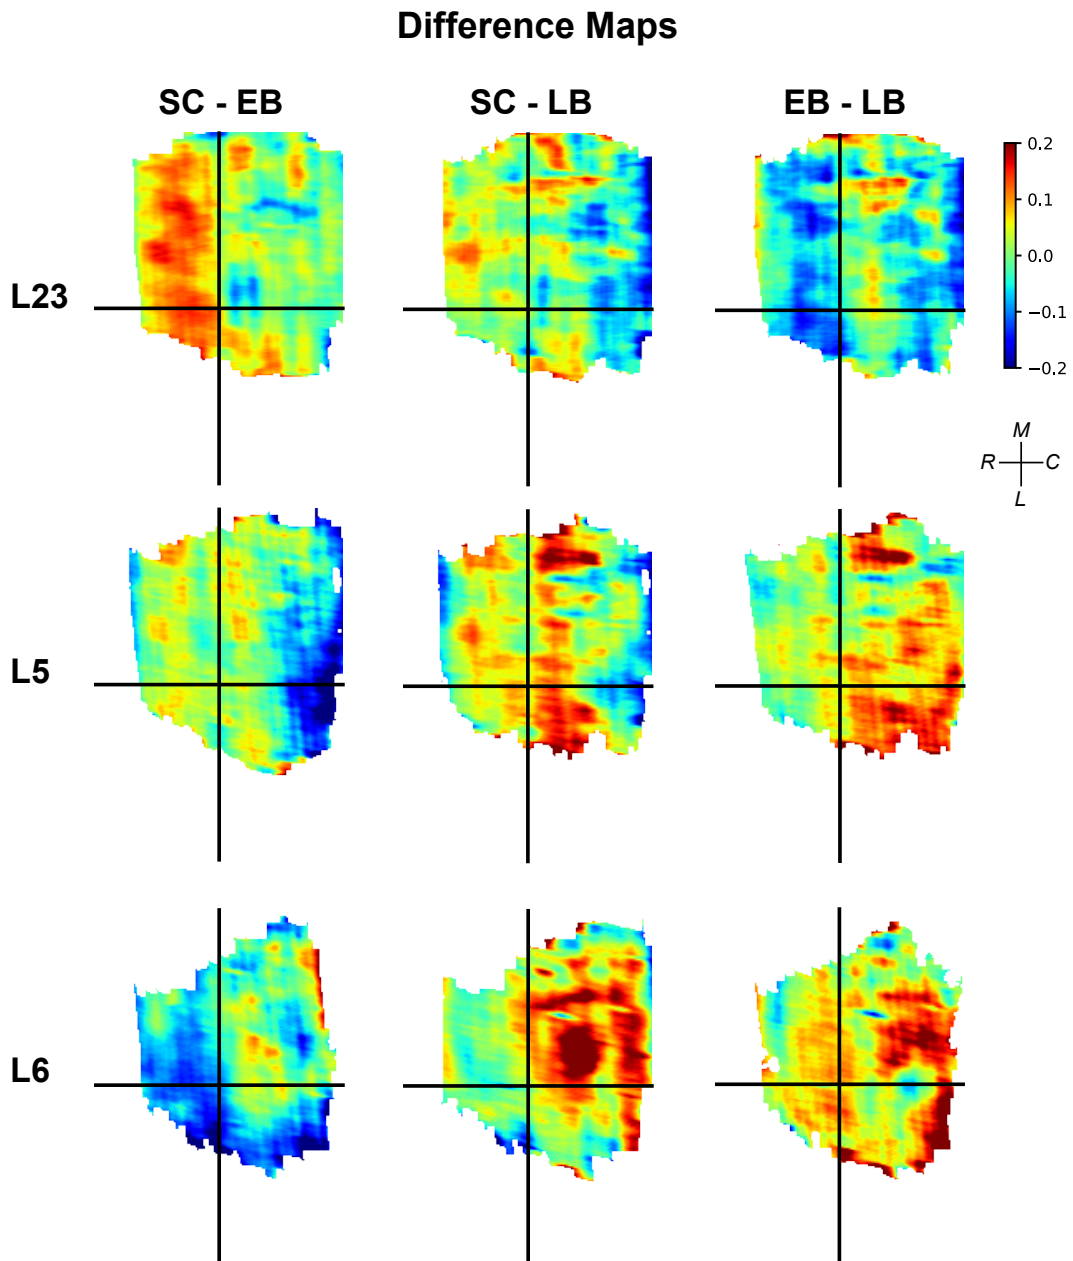 Difference Maps
SC - EB
SC - LB
EB - LB
0.2
0.1
0.0
−0.1
−0.2
L23
M
R
C
L
L5
L6